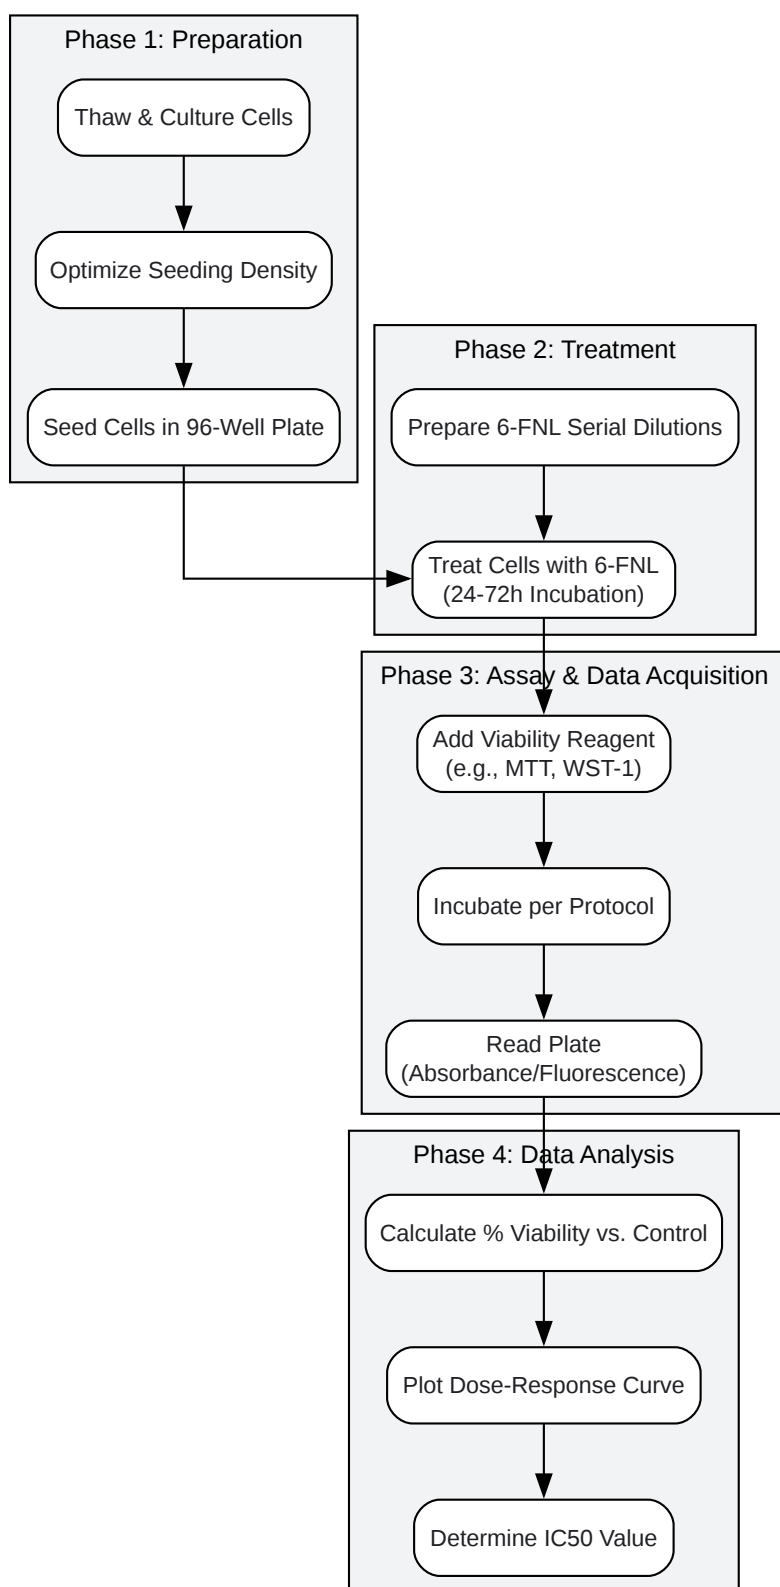 Phase 1: Preparation
Thaw & Culture Cells
Optimize Seeding Density
Seed Cells in 96-Well Plate
Phase 2: Treatment
Prepare 6-FNL Serial Dilutions
Treat Cells with 6-FNL
(24-72h Incubation)
Phase 3: Assay & Data Acquisition
Add Viability Reagent
(e.g., MTT, WST-1)
Incubate per Protocol
Read Plate
(Absorbance/Fluorescence)
Phase 4: Data Analysis
Calculate % Viability vs. Control
Plot Dose-Response Curve
Determine IC50 Value